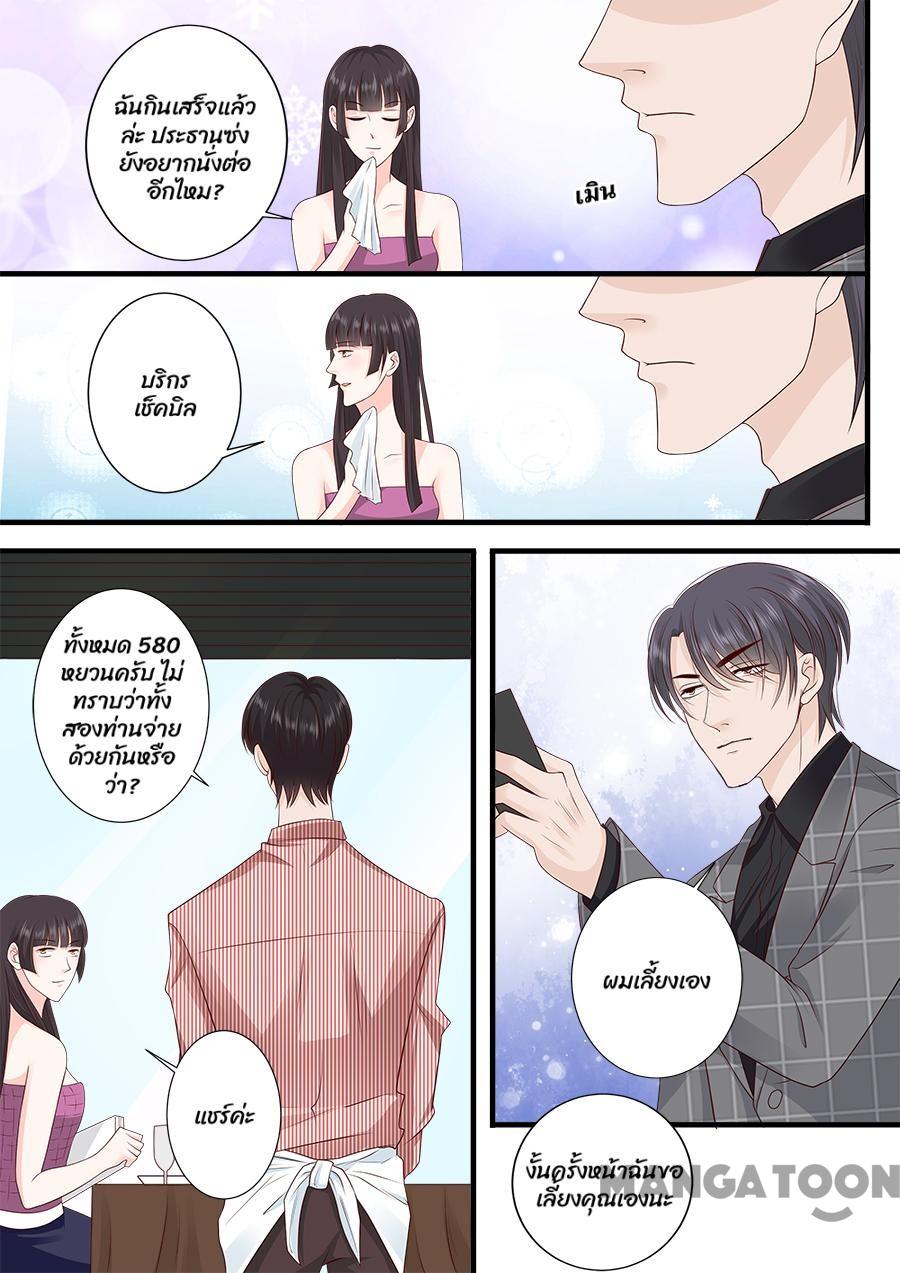 ฉันกินเสร็จแล้ว
ล่ะ ประธานซ่ง
ยังอยากนั่งต่อ
อีกไหม?
เมิน
บริกร
เช็คบิล
ทั้งหมด 580
หยวนครับ ไม่
ทราบว่าทั้ง
สองท่านจ่าย
ด้วยกันหรือ
ว่า?
แชร์ค่ะ
ผมเลี้ยงเอง
งั้นครั้งหน้าฉันขอ
เลี้ยงคุณเองนะ
MANGATOON